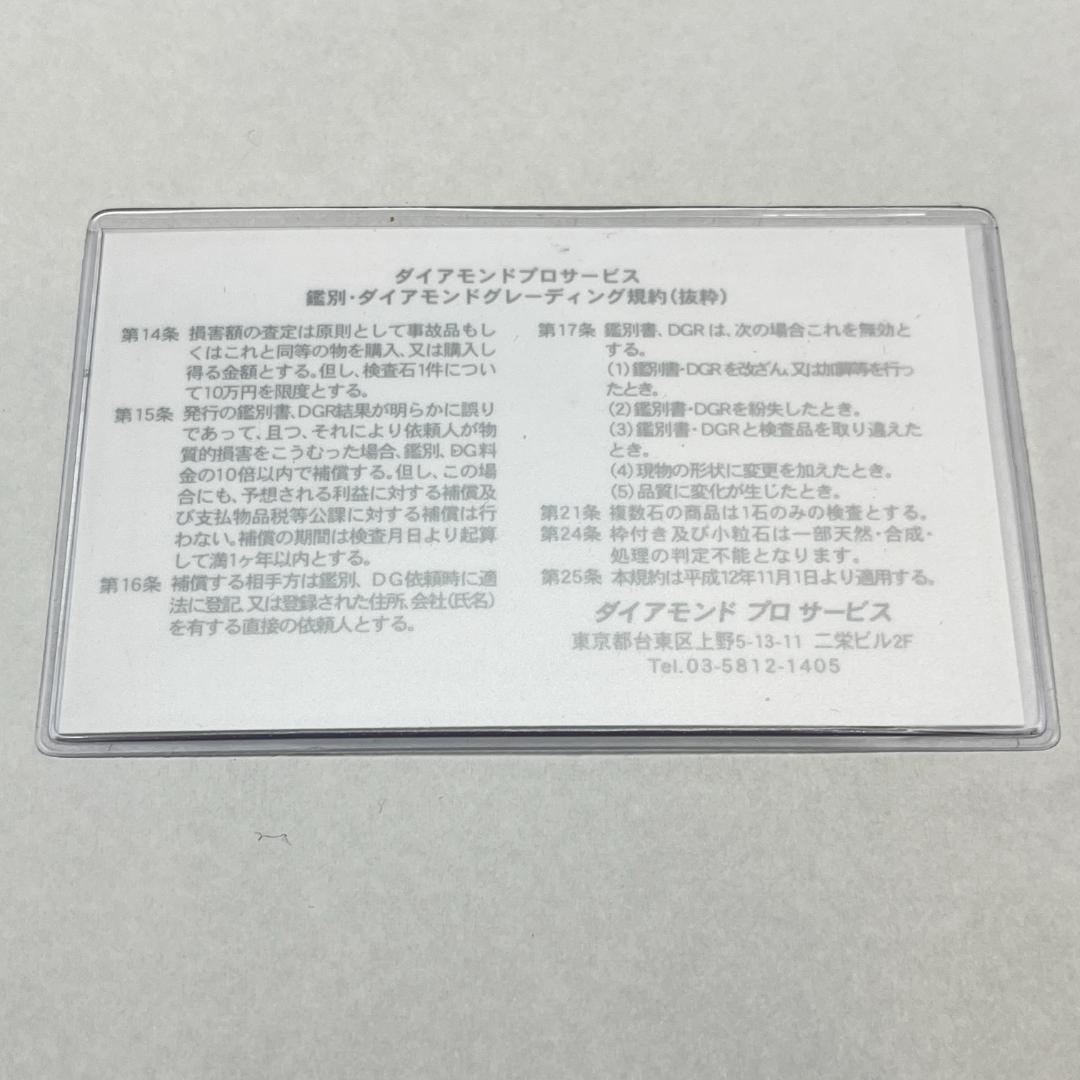 ダイアモンドプロサービス
鑑別・ダイアモンドグレーディング規約(抜粋)
第14条 損害額の査定は原則として事故品もし
くはこれと同等の物を購入、又は購入し
得る金額とする。但し、検査石1件につい
て10万円を限度とする。
第15条 発行の鑑別書、DGR結果が明らかに誤り
であって、且つ、それにより依頼人が物
質的損害をこうむった場合、鑑別、DG料
金の10倍以内で補償する。但し、この場
合にも、予想される利益に対する補償及
び支払物品税等公課に対する補償は行
わない。補償の期間は検査月日より起算
して満1ヶ年以内とする。
第16条 補償する相手方は鑑別、DG依頼時に適
法に登記、又は登録された住所、会社(氏名)
を有する直接の依頼人とする。
第17条 鑑別書、DGRは、次の場合これを無効と
する。
(1)鑑別書・DGRを改ざん、又は加算等を行っ
たとき。
(2)鑑別書・DGRを紛失したとき。
(3)鑑別書・DGRと検査品を取り違えた
とき。
(4)現物の形状に変更を加えたとき。
(5)品質に変化が生じたとき。
第21条 複数石の商品は1石のみの検査とする。
第24条 枠付き及び小粒石は一部天然・合成・
処理の判定不能となります。
第25条 本規約は平成12年11月1日より適用する。
ダイアモンド プロ サービス
東京都台東区上野5-13-11 二栄ビル2F
Tel.03-5812-1405